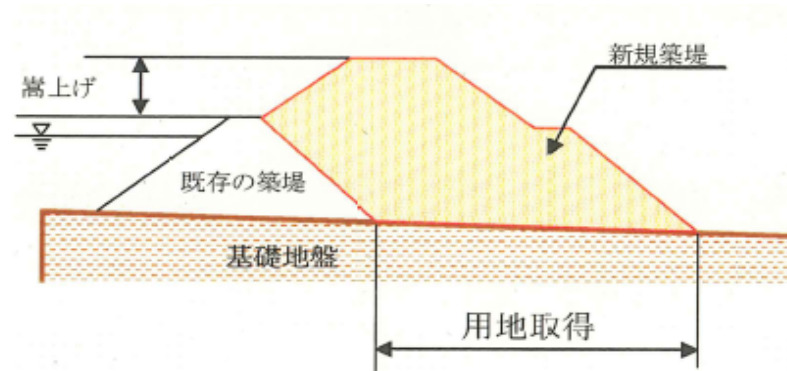 新規築堤
嵩上げ
既存の築堤
基礎地盤
用地取得